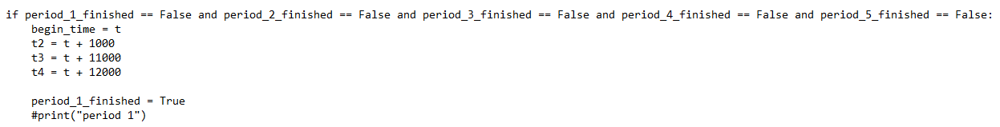 if period_1_finished == False and period_2_finished == False and period_3_finished == False and period_4_finished == False and period_5_finished == False:
    begin_time = t
    t2 = t + 1000
    t3 = t + 11000
    t4 = t + 12000

    period_1_finished = True
    #print("period 1")